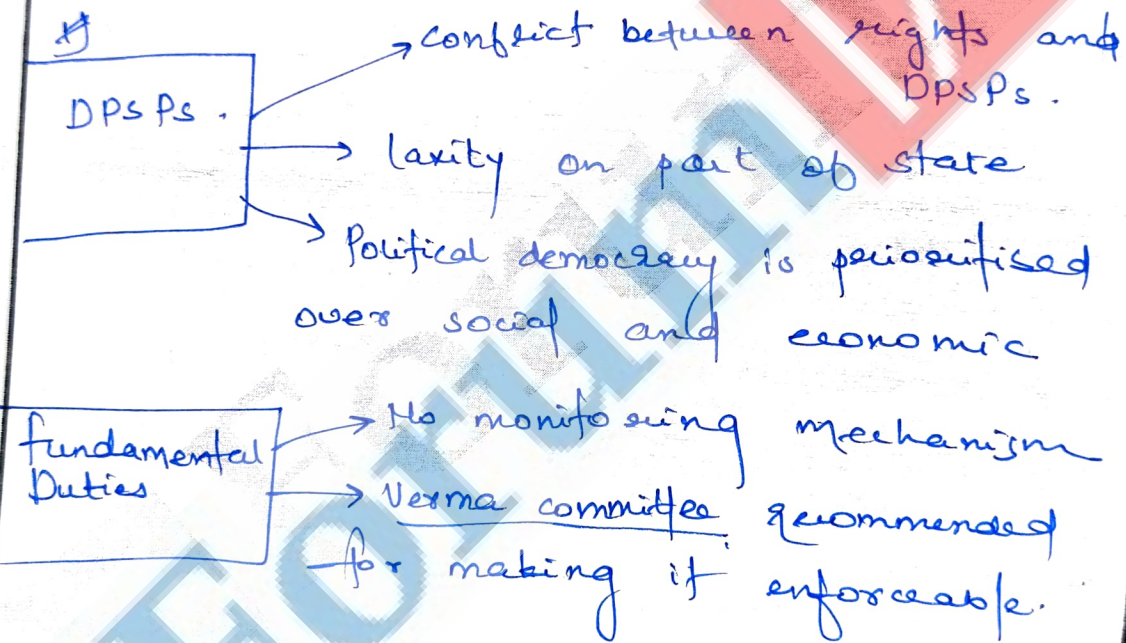 DPSPs.
→ conflict between rights and
DPSPs.
→ laxity on part of state
→ Political democracy is prioritised
over social and economic
Fundamental
Duties
→ No monitoring mechanism
→ Verma committee recommended
for making it enforceable.
Forum